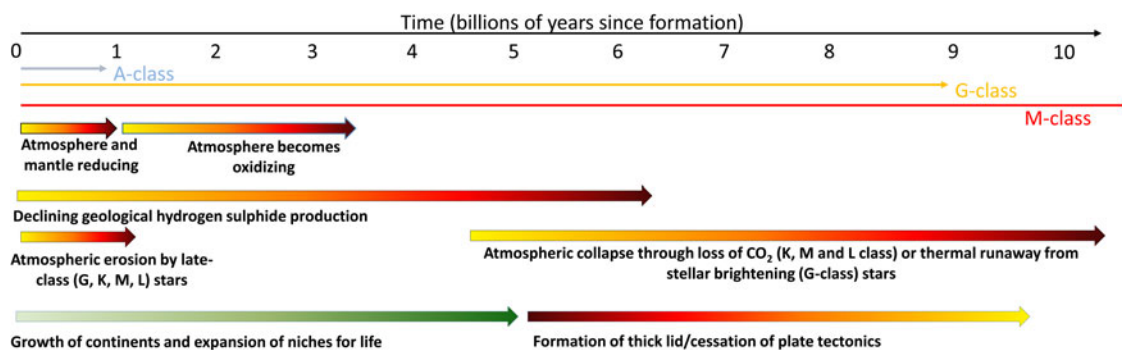 Time (billions of years since formation)
0 1 2 3 4 5 6 7 8 9 10
A-class
G-class
M-class
Atmosphere and
mantle reducing
Atmosphere becomes
oxidizing
Declining geological hydrogen sulphide production
Atmospheric erosion by late-
class (G, K, M, L) stars
Atmospheric collapse through loss of CO₂ (K, M and L class) or thermal runaway from
stellar brightening (G-class) stars
Growth of continents and expansion of niches for life
Formation of thick lid/cessation of plate tectonics